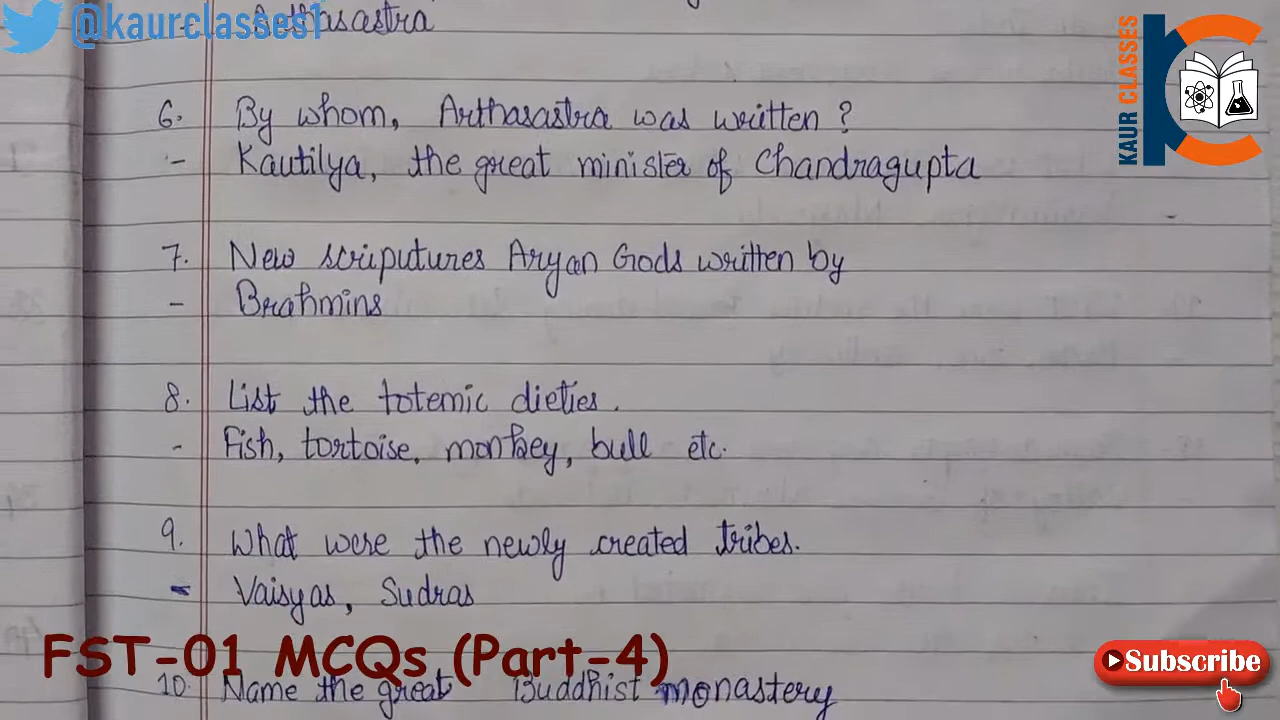 @kaurclasses1
Arthasastra
KAUR CLASSES
6. By whom, Arthasastra was written ?
- Kautilya, the great minister of Chandragupta
7. New scriputures Aryan Gods written by
- Brahmins
8. List the totemic dieties.
- Fish, tortoise, monkey, bull etc.
9. What were the newly created tribes.
- Vaisyas, Sudras
FST-01 MCQs (Part-4)
Subscribe
10. Name the great Buddhist monastery